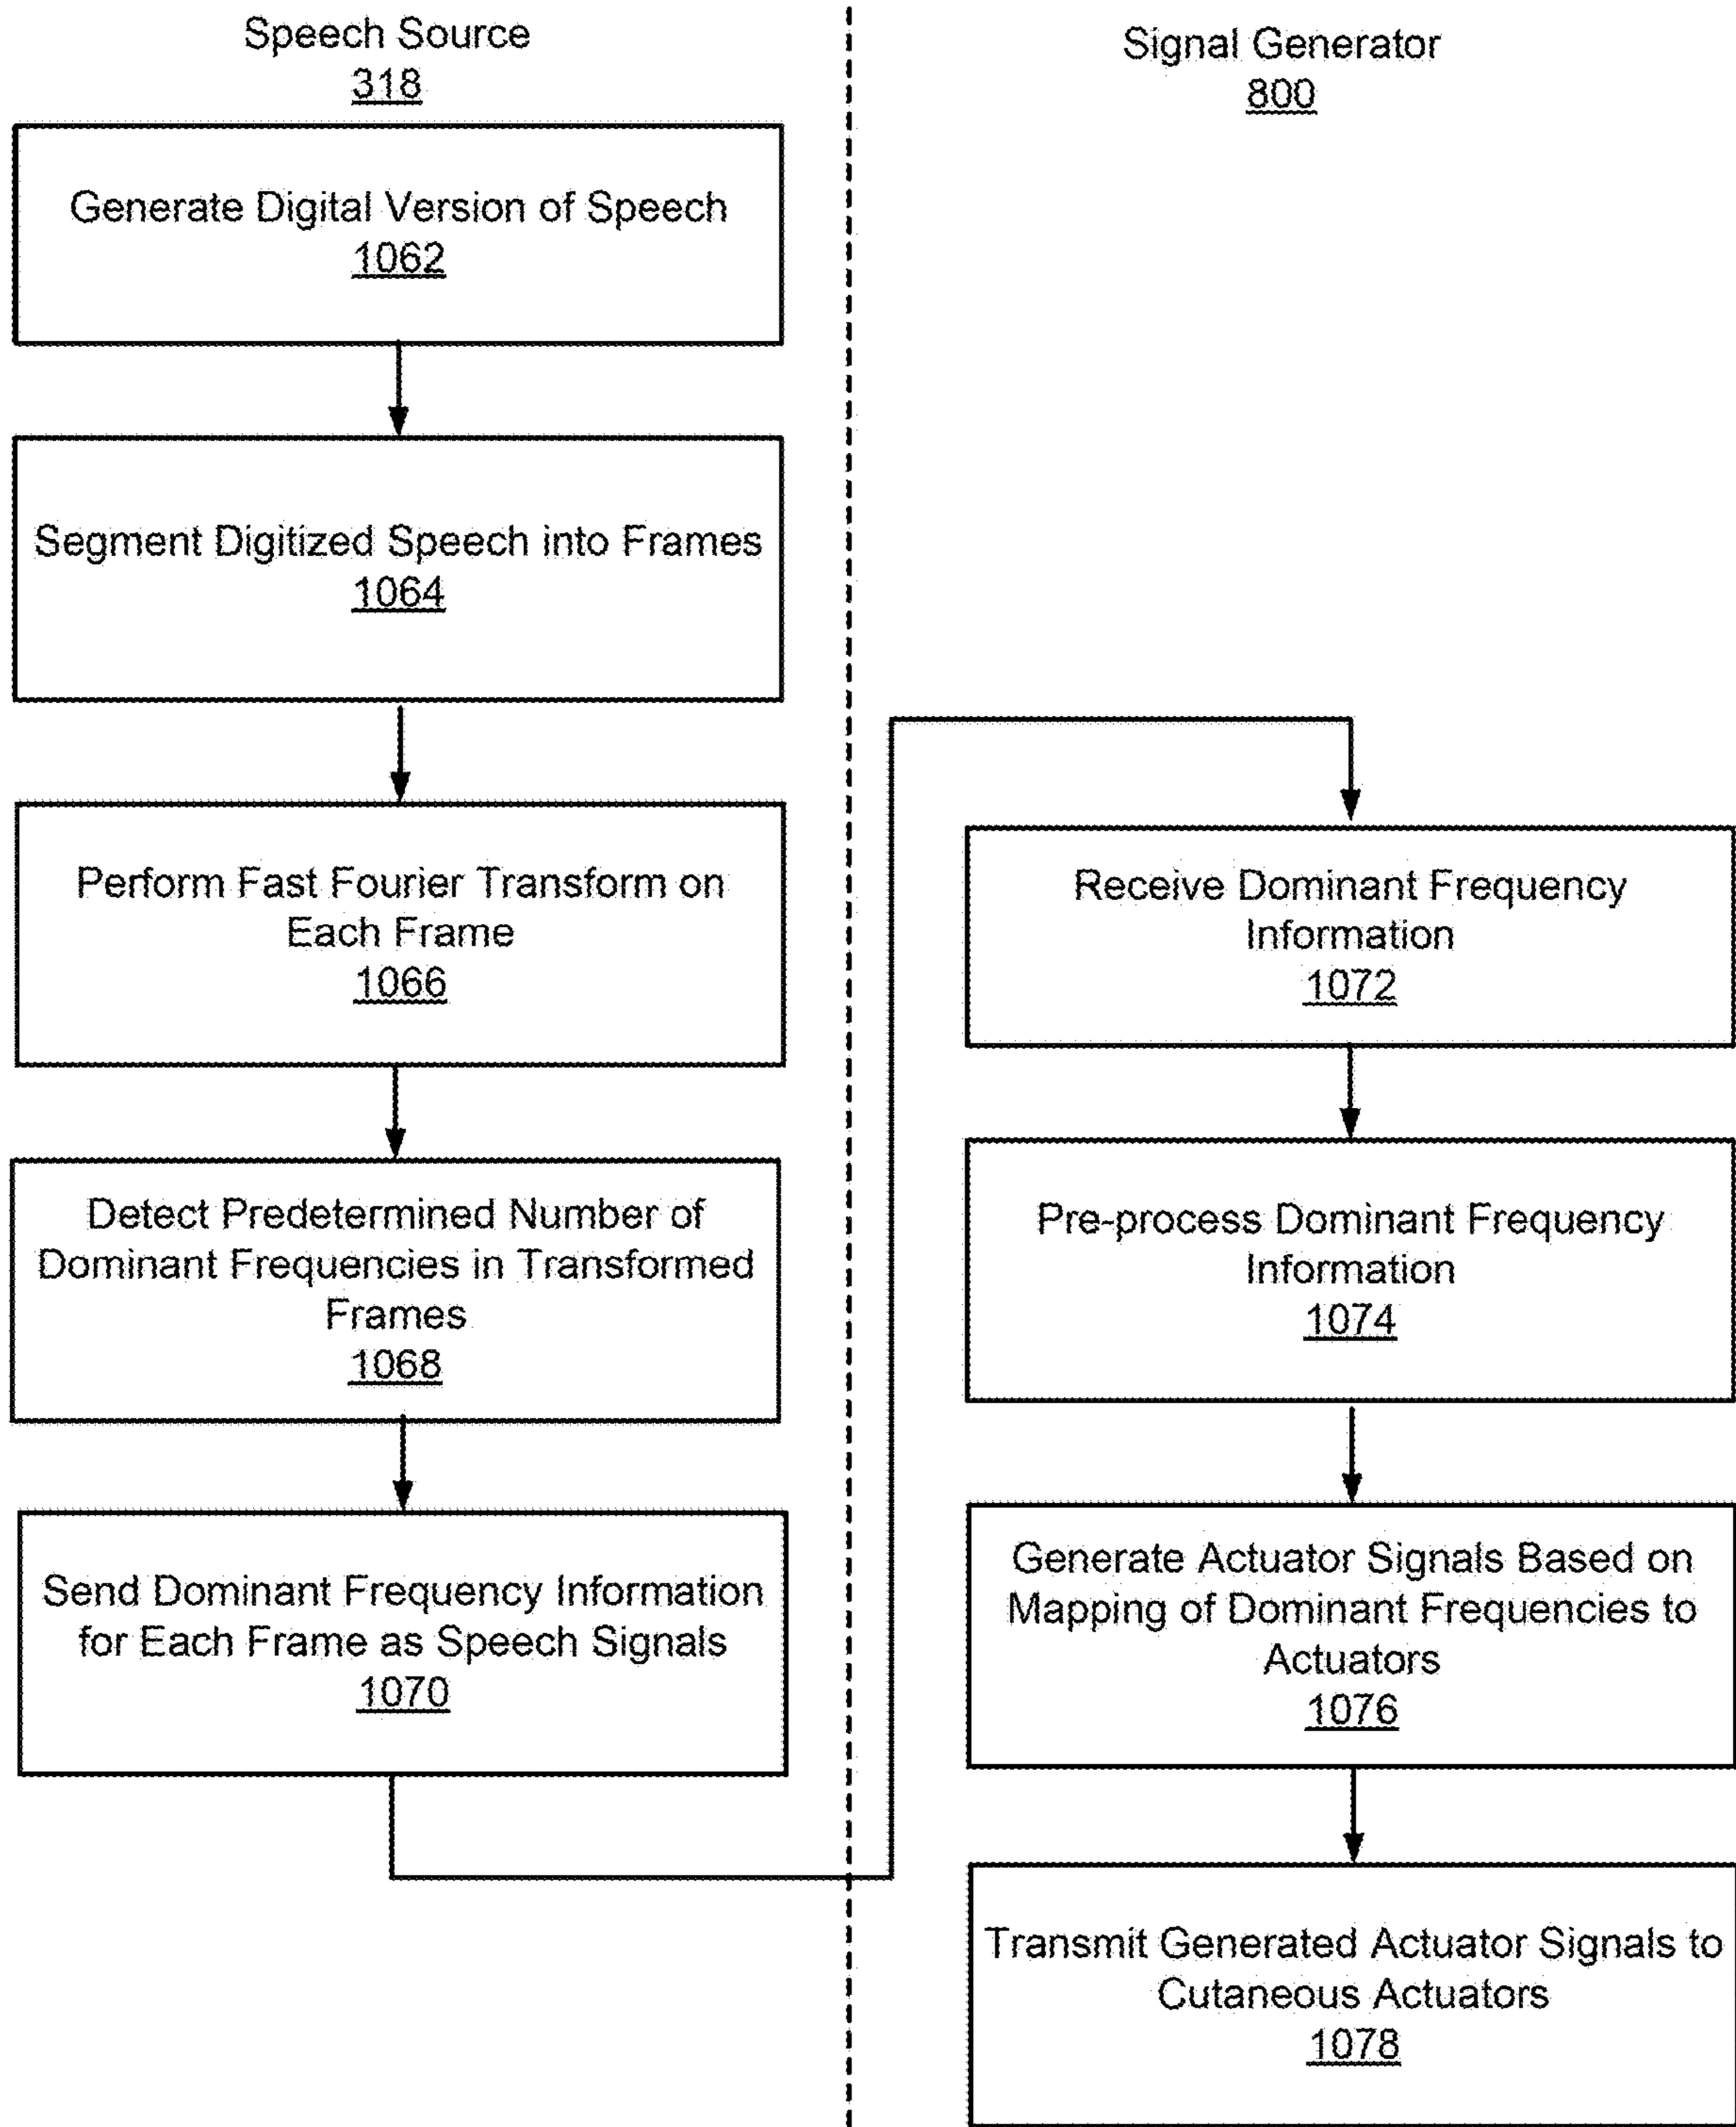 Speech Source
318
Generate Digital Version of Speech
1062
Segment Digitized Speech into Frames
1064
Perform Fast Fourier Transform on
Each Frame
1066
Detect Predetermined Number of
Dominant Frequencies in Transformed
Frames
1068
Send Dominant Frequency Information
for Each Frame as Speech Signals
1070
Signal Generator
800
Receive Dominant Frequency
Information
1072
Pre-process Dominant Frequency
Information
1074
Generate Actuator Signals Based on
Mapping of Dominant Frequencies to
Actuators
1076
Transmit Generated Actuator Signals to
Cutaneous Actuators
1078